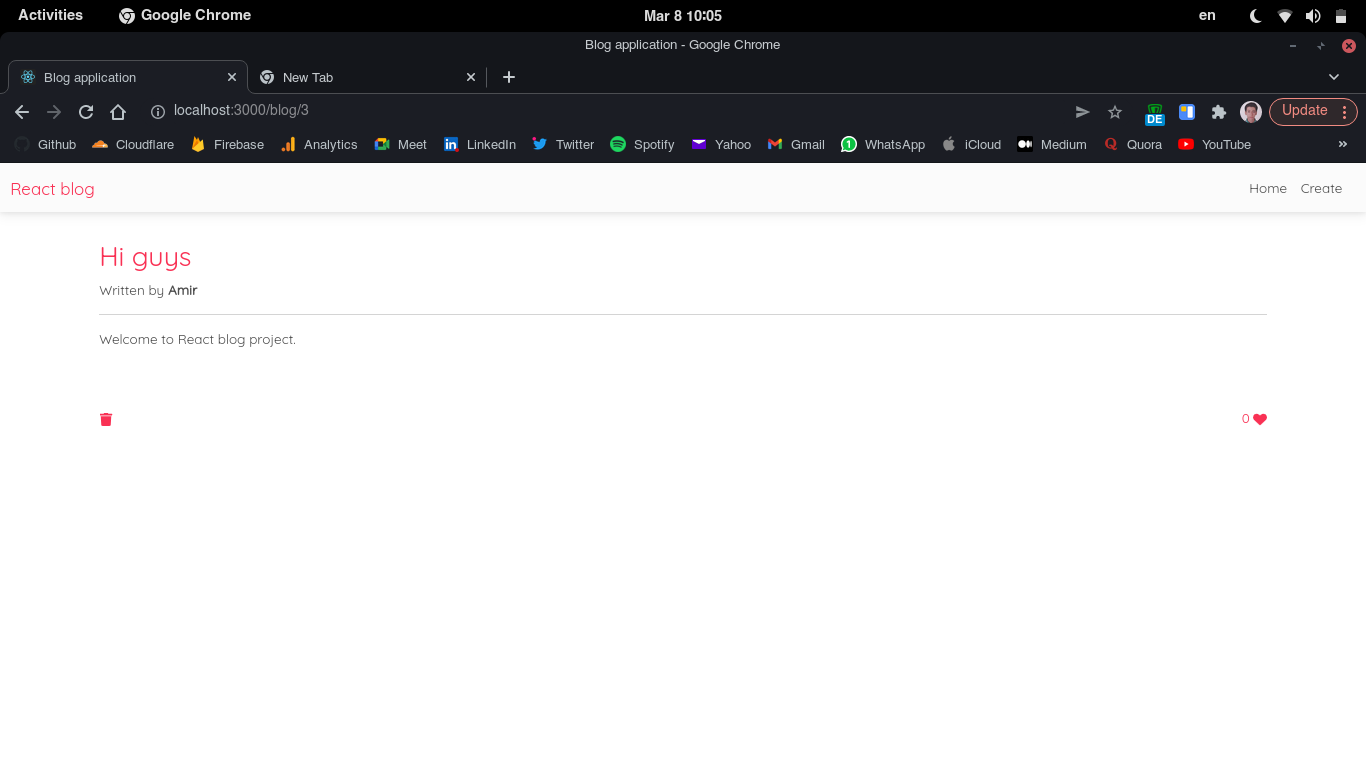 Activities Google Chrome Mar 8 10:05 en
Blog application - Google Chrome
Blog application New Tab
localhost:3000/blog/3 DE Update
Github Cloudflare Firebase Analytics Meet LinkedIn Twitter Spotify Yahoo Gmail 1 WhatsApp iCloud Medium Quora YouTube »
React blog Home Create
Hi guys
Written by Amir
Welcome to React blog project.
0